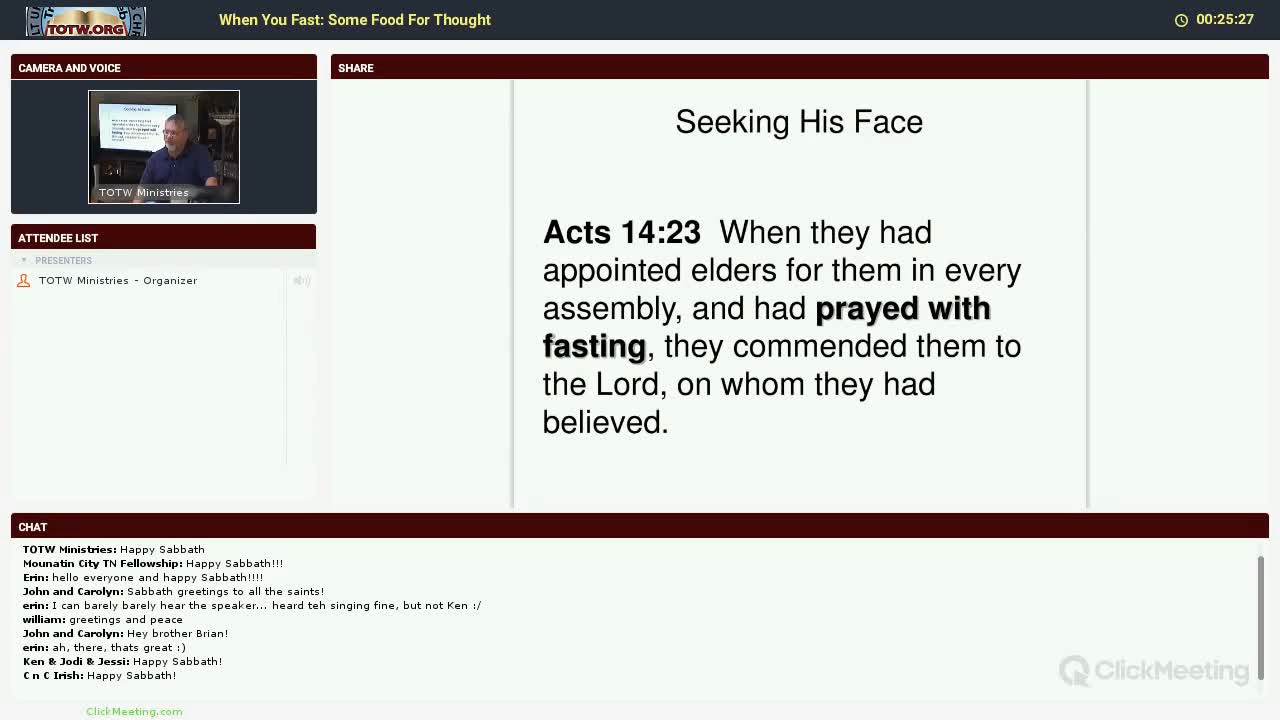 TOTW.ORG
When You Fast: Some Food For Thought
00:25:27
CAMERA AND VOICE
Seeking His Face
TOTW Ministries
ATTENDEE LIST
PRESENTERS
TOTW Ministries - Organizer
SHARE
Seeking His Face
Acts 14:23 When they had
appointed elders for them in every
assembly, and had prayed with
fasting, they commended them to
the Lord, on whom they had
believed.
CHAT
TOTW Ministries: Happy Sabbath
Mounatin City TN Fellowship: Happy Sabbath!!!
Erin: hello everyone and happy Sabbath!!!!
John and Carolyn: Sabbath greetings to all the saints!
erin: I can barely barely hear the speaker... heard teh singing fine, but not Ken :/
william: greetings and peace
John and Carolyn: Hey brother Brian!
erin: ah, there, thats great :)
Ken & Jodi & Jessi: Happy Sabbath!
C n C Irish: Happy Sabbath!
ClickMeeting
ClickMeeting.com